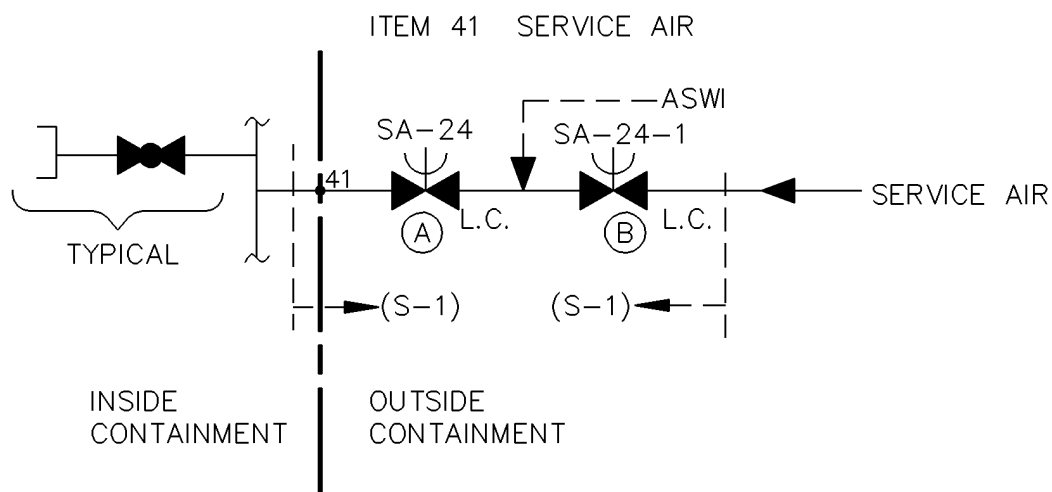 ITEM 41 SERVICE AIR
ASWI
SA-24
SA-24-1
41
L.C.
L.C.
A
B
SERVICE AIR
TYPICAL
(S-1)
(S-1)
INSIDE
CONTAINMENT
OUTSIDE
CONTAINMENT